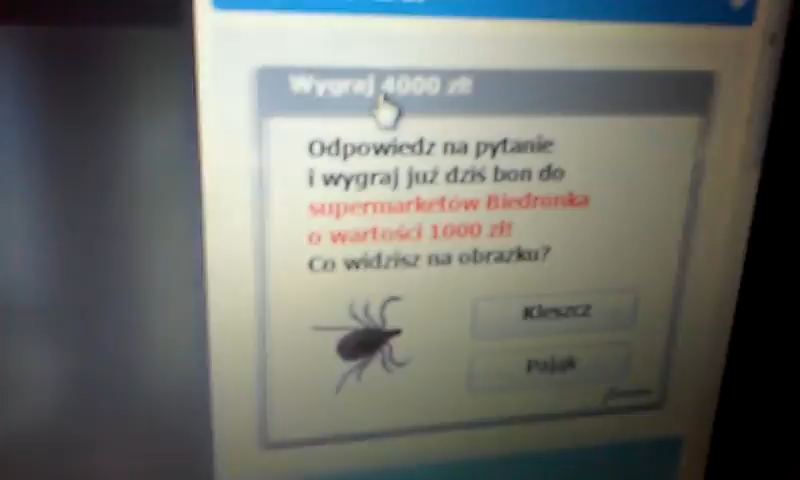 Wygraj 4000 zł!
Odpowiedz na pytanie
i wygraj już dziś bon do
supermarketów Biedronka
o wartości 1000 zł!
Co widzisz na obrazku?
Kleszcz
Pająk